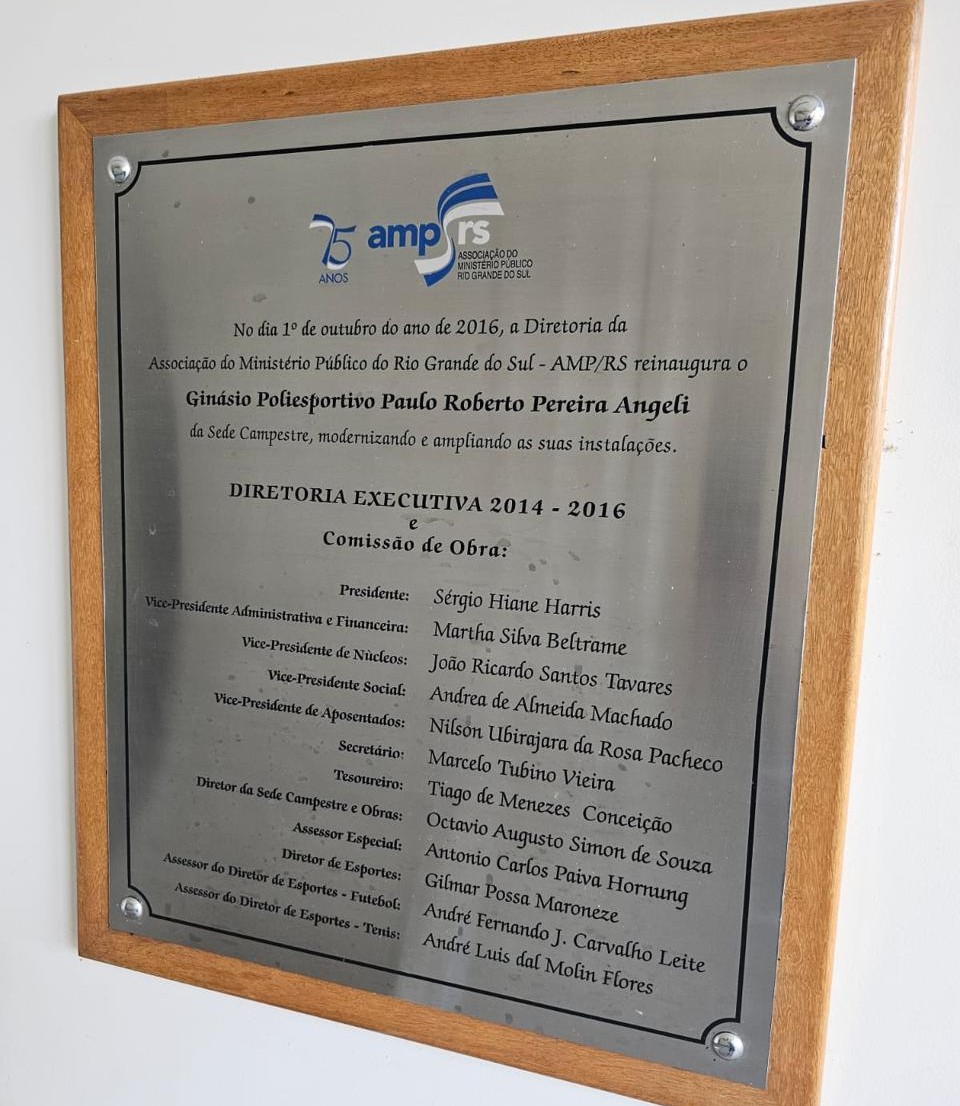 75 ANOS
amp rs
ASSOCIAÇÃO DO
MINISTÉRIO PÚBLICO
RIO GRANDE DO SUL
No dia 1º de outubro do ano de 2016, a Diretoria da
Associação do Ministério Público do Rio Grande do Sul - AMP/RS reinaugura o
Ginásio Poliesportivo Paulo Roberto Pereira Angeli
da Sede Campestre, modernizando e ampliando as suas instalações.
DIRETORIA EXECUTIVA 2014 - 2016
e
Comissão de Obra:
Presidente: Sérgio Hiane Harris
Vice-Presidente Administrativa e Financeira: Martha Silva Beltrame
Vice-Presidente de Nùcleos: João Ricardo Santos Tavares
Vice-Presidente Social: Andrea de Almeida Machado
Vice-Presidente de Aposentados: Nilson Ubirajara da Rosa Pacheco
Secretário: Marcelo Tubino Vieira
Tesoureiro: Tiago de Menezes Conceição
Diretor da Sede Campestre e Obras: Octavio Augusto Simon de Souza
Assessor Especial: Antonio Carlos Paiva Hornung
Diretor de Esportes: Gilmar Possa Maroneze
Assessor do Diretor de Esportes - Futebol: André Fernando J. Carvalho Leite
Assessor do Diretor de Esportes - Tenis: André Luis dal Molin Flores